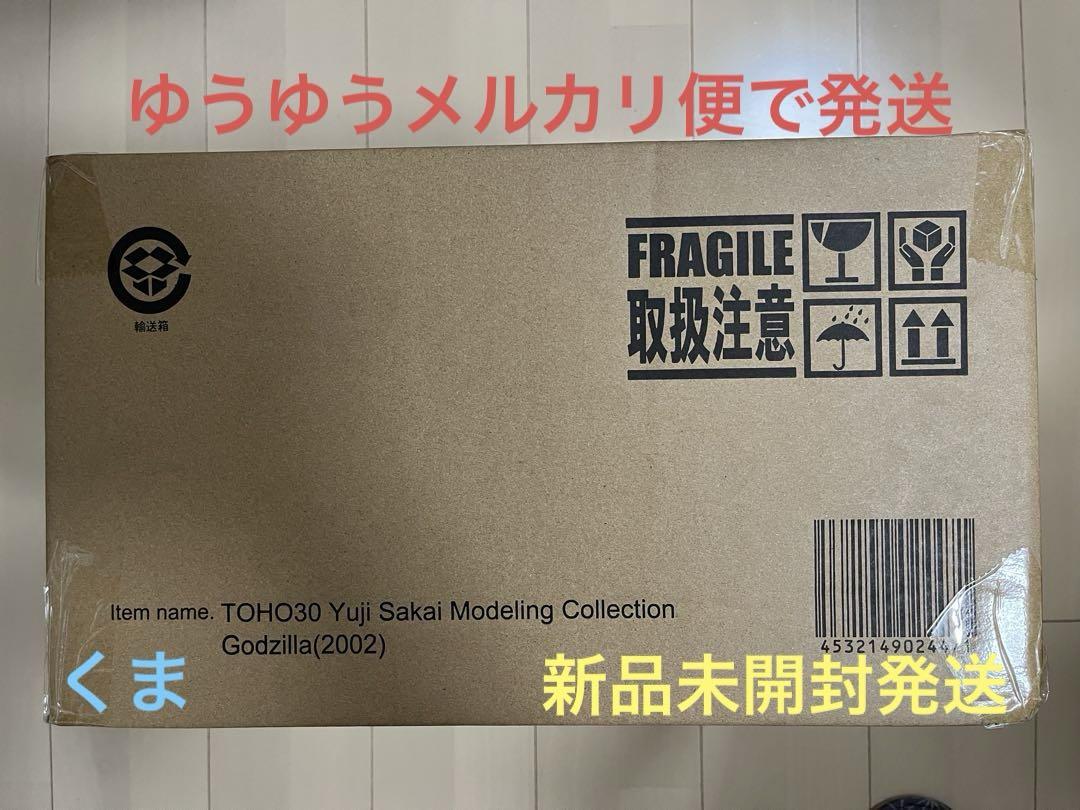 ゆうゆうメルカリ便で発送
FRAGILE
取扱注意
輸送箱
Item name. TOHO30 Yuji Sakai Modeling Collection
Godzilla(2002)
くま
新品未開封発送